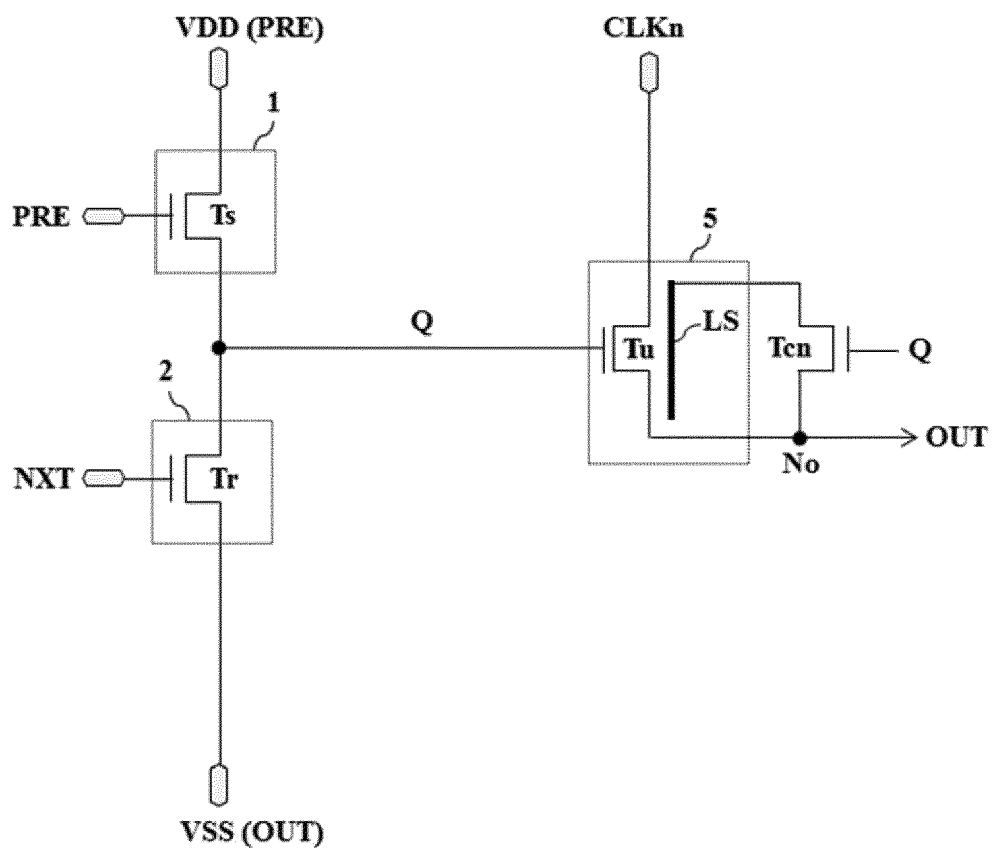 VDD (PRE)
CLKn
1
PRE
Ts
5
Q
LS
Tu
Tcn
Q
2
OUT
No
NXT
Tr
VSS (OUT)